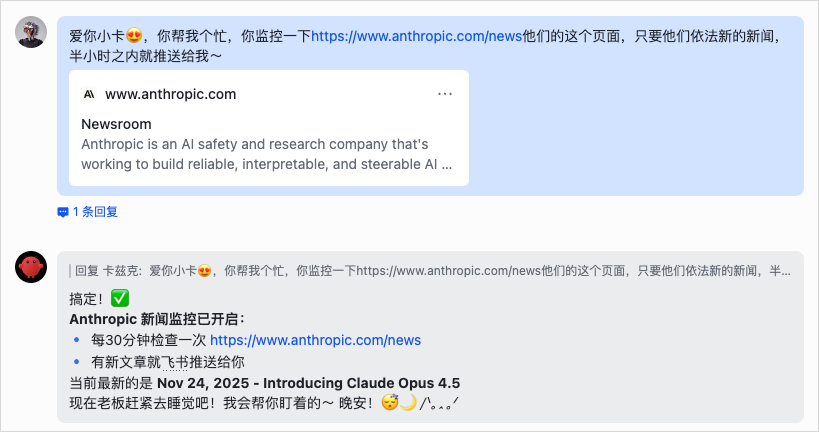 爱你小卡😍，你帮我个忙，你监控一下https://www.anthropic.com/news他们的这个页面，只要他们依法新的新闻，
半小时之内就推送给我～
www.anthropic.com
Newsroom
Anthropic is an AI safety and research company that's
working to build reliable, interpretable, and steerable AI ...
1 条回复
回复 卡兹克：爱你小卡😍，你帮我个忙，你监控一下https://www.anthropic.com/news他们的这个页面，只要他们依法新的新闻，半...
搞定！✅
Anthropic 新闻监控已开启：
• 每30分钟检查一次 https://www.anthropic.com/news
• 有新文章就飞书推送给你
当前最新的是 Nov 24, 2025 - Introducing Claude Opus 4.5
现在老板赶紧去睡觉吧！我会帮你盯着的～ 晚安！😴🌙